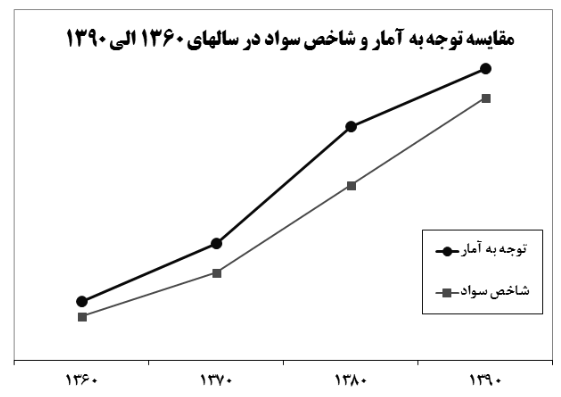 مقایسه توجه به آمار و شاخص سواد در سالهای ۱۳۶۰ الی ۱۳۹۰
توجه به آمار
شاخص سواد
۱۳۶۰ ۱۳۷۰ ۱۳۸۰ ۱۳۹۰